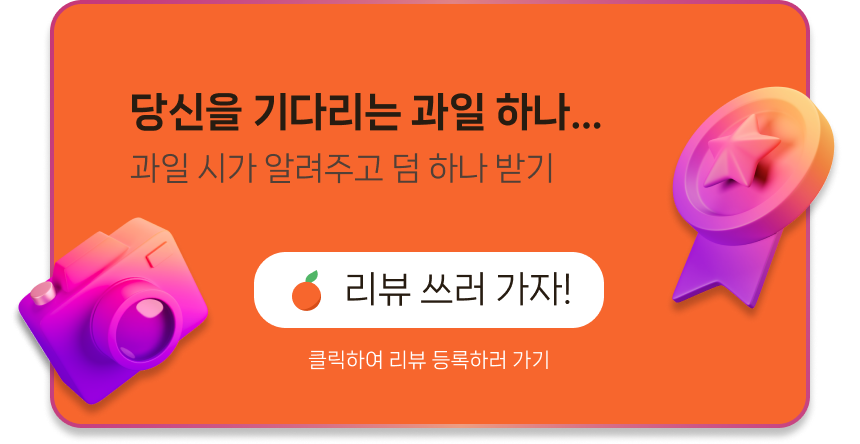 당신을 기다리는 과일 하나...
과일 시가 알려주고 덤 하나 받기
리뷰 쓰러 가자!
클릭하여 리뷰 등록하러 가기